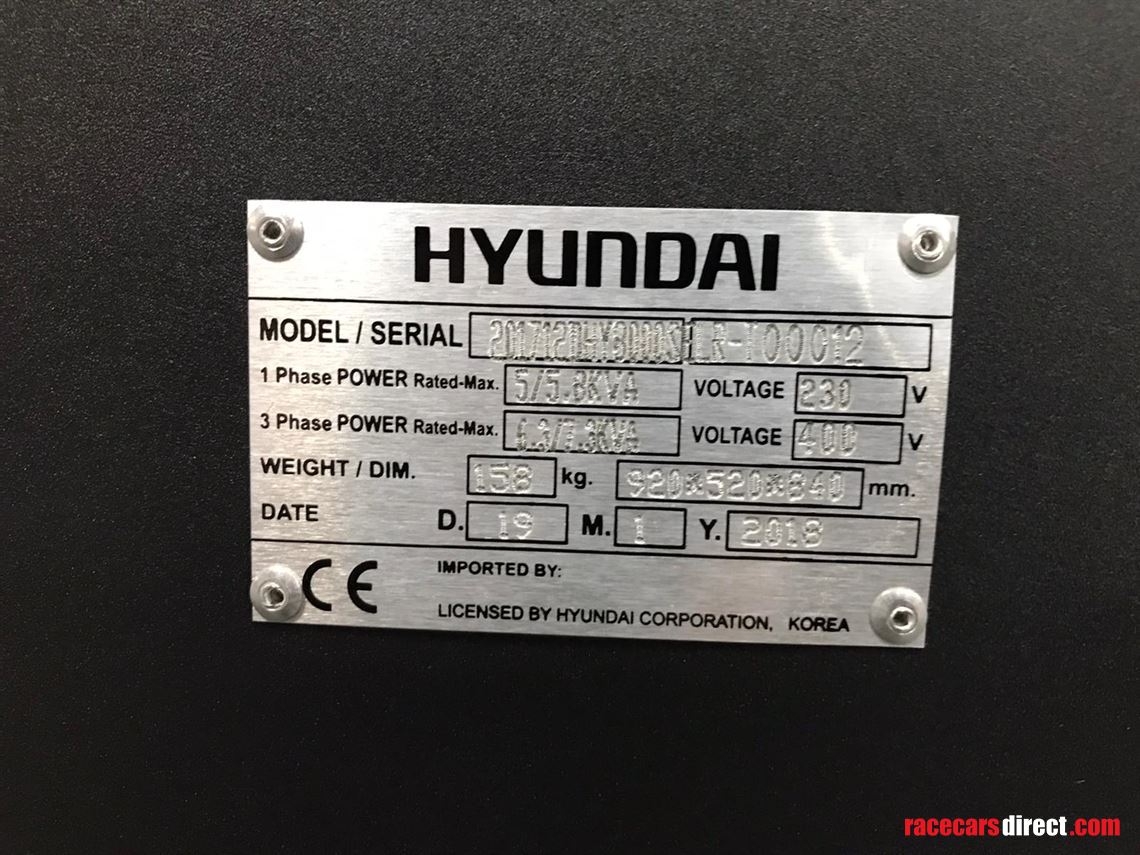 HYUNDAI
MODEL / SERIAL LR-T00012
1 Phase POWER Rated-Max. 5/5.8KVA VOLTAGE 230 V
3 Phase POWER Rated-Max. VOLTAGE 400 V
WEIGHT / DIM. 158 kg. 920*520*840 mm.
DATE D. 19 M. 1 Y. 2018
CE IMPORTED BY:
LICENSED BY HYUNDAI CORPORATION, KOREA
racecarsdirect.com